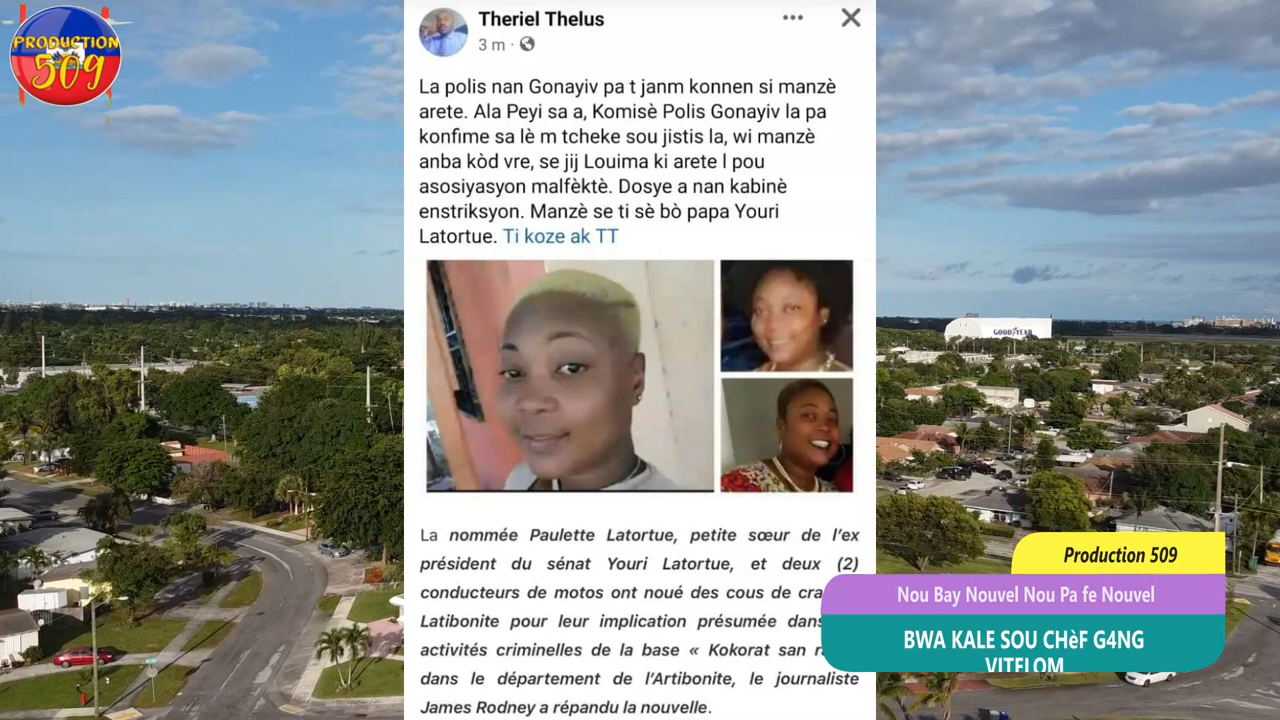 PRODUCTION
509
Theriel Thelus
3 m
La polis nan Gonayiv pa t janm konnen si manzè
arete. Ala Peyi sa a, Komisè Polis Gonayiv la pa
konfime sa lè m tcheke sou jistis la, wi manzè
anba kòd vre, se jij Louima ki arete l pou
asosiyasyon malfèktè. Dosye a nan kabinè
enstriksyon. Manzè se ti sè bò papa Youri
Latortue. Ti koze ak TT
GOODYEAR
La nommée Paulette Latortue, petite sœur de l'ex
président du sénat Youri Latortue, et deux (2)
conducteurs de motos ont noué des cous de
Latibonite pour leur implication présumée
activités criminelles de la base « Kokorat san
dans le département de l'Artibonite, le journaliste
James Rodney a répandu la nouvelle.
Production 509
Nou Bay Nouvel Nou Pa fe Nouvel
BWA KALE SOU CHèF G4NG
VITELOM